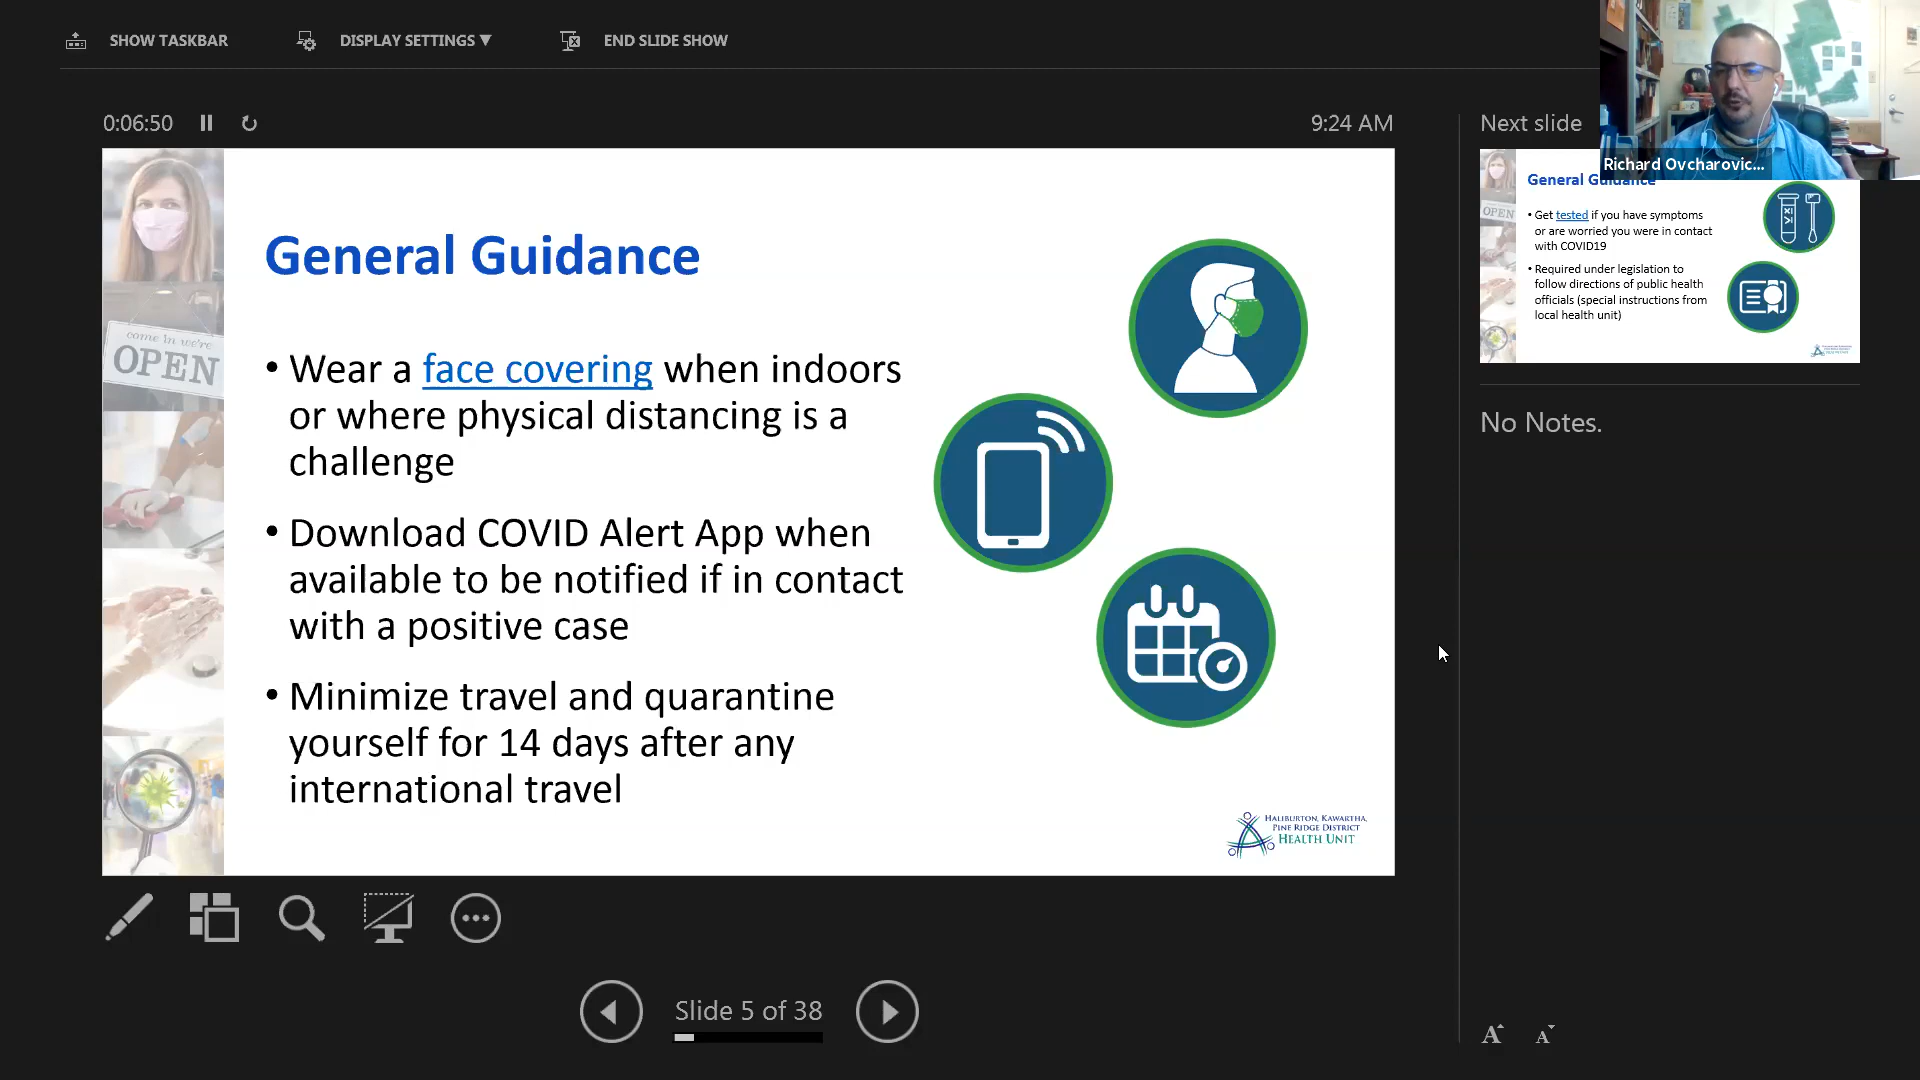 SHOW TASKBAR
DISPLAY SETTINGS ▼
END SLIDE SHOW
0:06:50
9:24 AM
Next slide
Richard Ovcharovic...
come in we're
OPEN
General Guidance
• Wear a face covering when indoors
or where physical distancing is a
challenge
• Download COVID Alert App when
available to be notified if in contact
with a positive case
• Minimize travel and quarantine
yourself for 14 days after any
international travel
HALIBURTON, KAWARTHA,
PINE RIDGE DISTRICT
HEALTH UNIT
OPEN
General Guidance
• Get tested if you have symptoms
or are worried you were in contact
with COVID19
• Required under legislation to
follow directions of public health
officials (special instructions from
local health unit)
No Notes.
Slide 5 of 38
A A